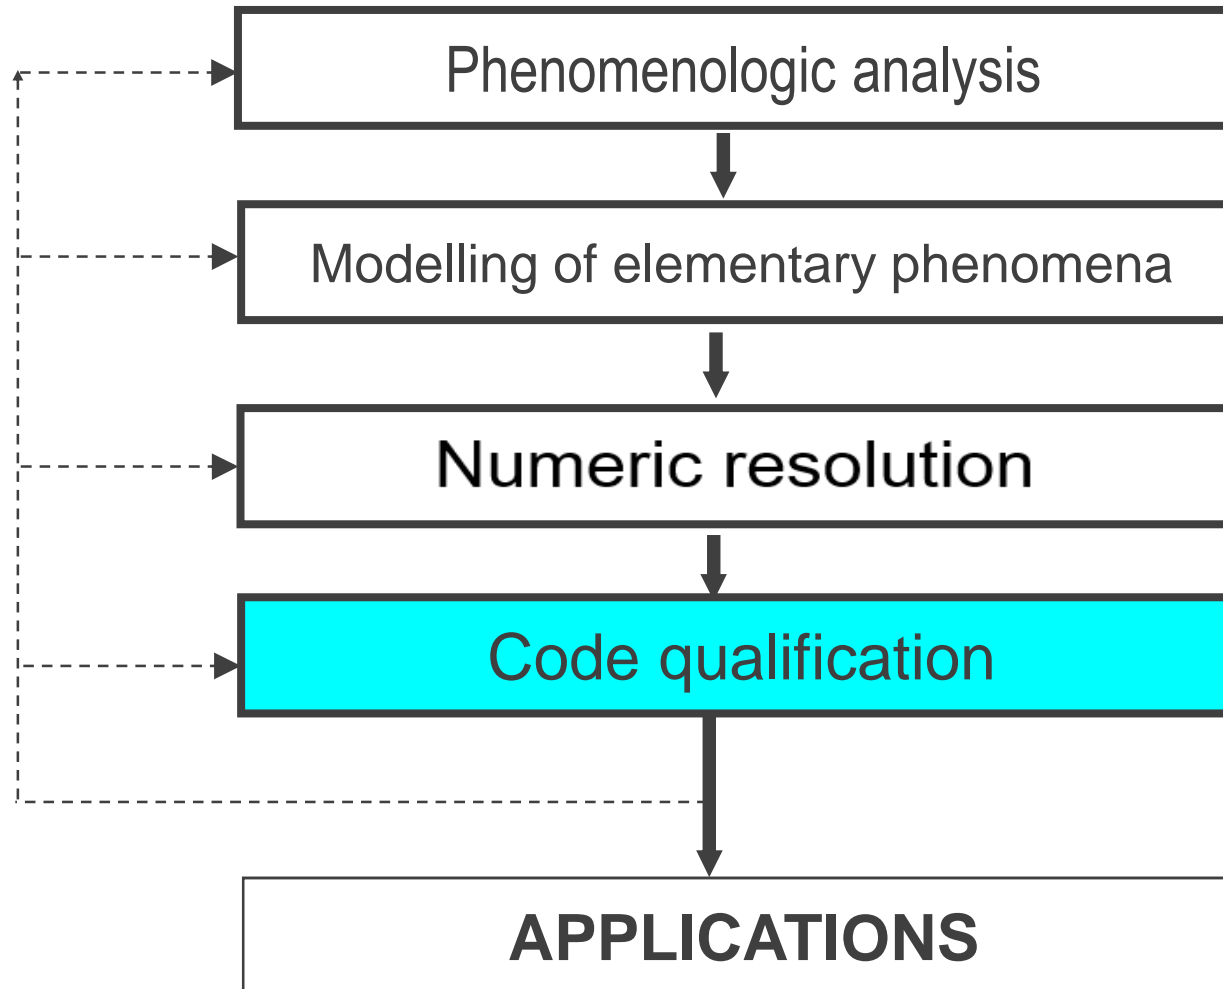 Phenomenologic analysis
Modelling of elementary phenomena
Numeric resolution
Code qualification
APPLICATIONS